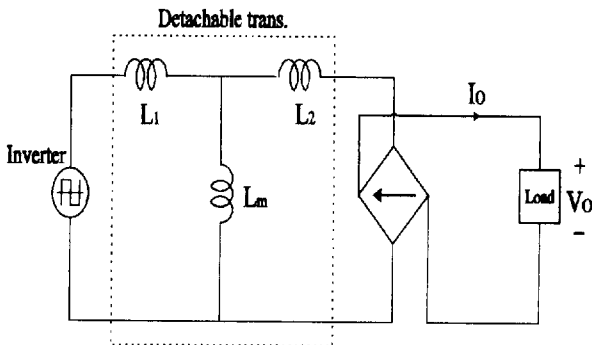 Detachable trans.
L1
L2
Io
Inverter
Lm
Load
+
Vo
−